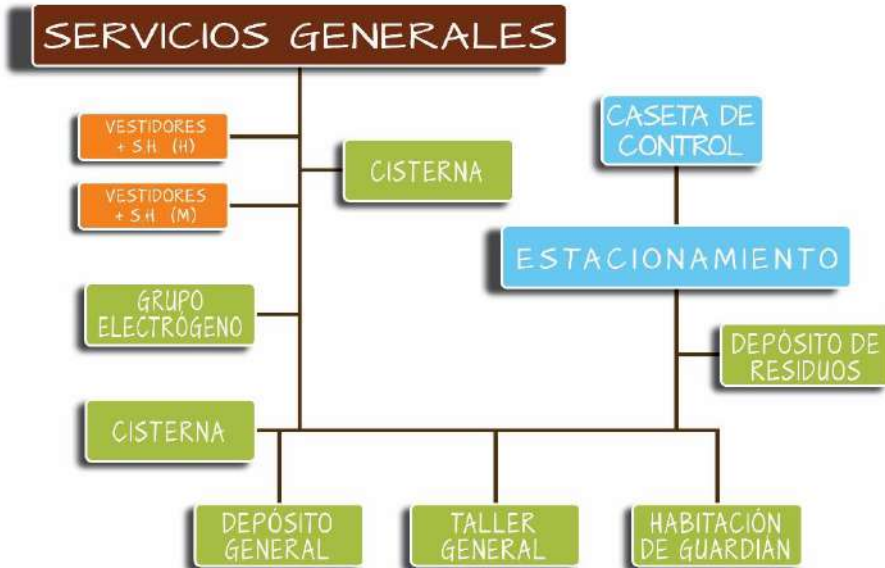 SERVICIOS GENERALES
VESTIDORES
+ S.H. (H)
CASETA DE
CONTROL
CISTERNA
VESTIDORES
+ S.H (M)
ESTACIONAMIENTO
GRUPO
ELECTRÓGENO
DEPÓSITO DE
RESIDUOS
CISTERNA
DEPÓSITO
GENERAL
TALLER
GENERAL
HABITACIÓN
DE GUARDIÁN